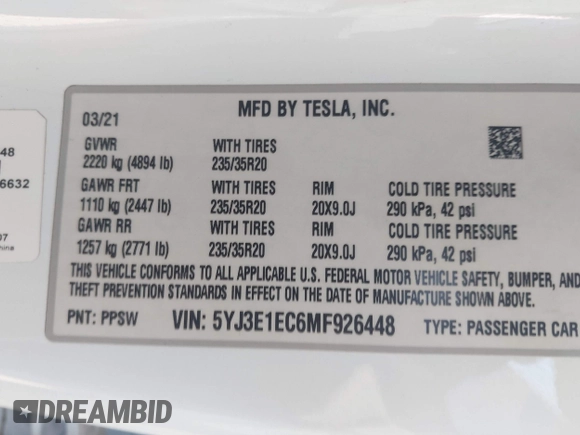 MFD BY TESLA, INC.
03/21
GVWR WITH TIRES
2220 kg (4894 lb) 235/35R20
GAWR FRT WITH TIRES RIM COLD TIRE PRESSURE
1110 kg (2447 lb) 235/35R20 20X9.0J 290 kPa, 42 psi
GAWR RR WITH TIRES RIM COLD TIRE PRESSURE
1257 kg (2771 lb) 235/35R20 20X9.0J 290 kPa, 42 psi
THIS VEHICLE CONFORMS TO ALL APPLICABLE U.S. FEDERAL MOTOR VEHICLE SAFETY, BUMPER, AND
THEFT PREVENTION STANDARDS IN EFFECT ON THE DATE OF MANUFACTURE SHOWN ABOVE.
PNT: PPSW VIN: 5YJ3E1EC6MF926448 TYPE: PASSENGER CAR
48
6632
07
hina
DREAMBID